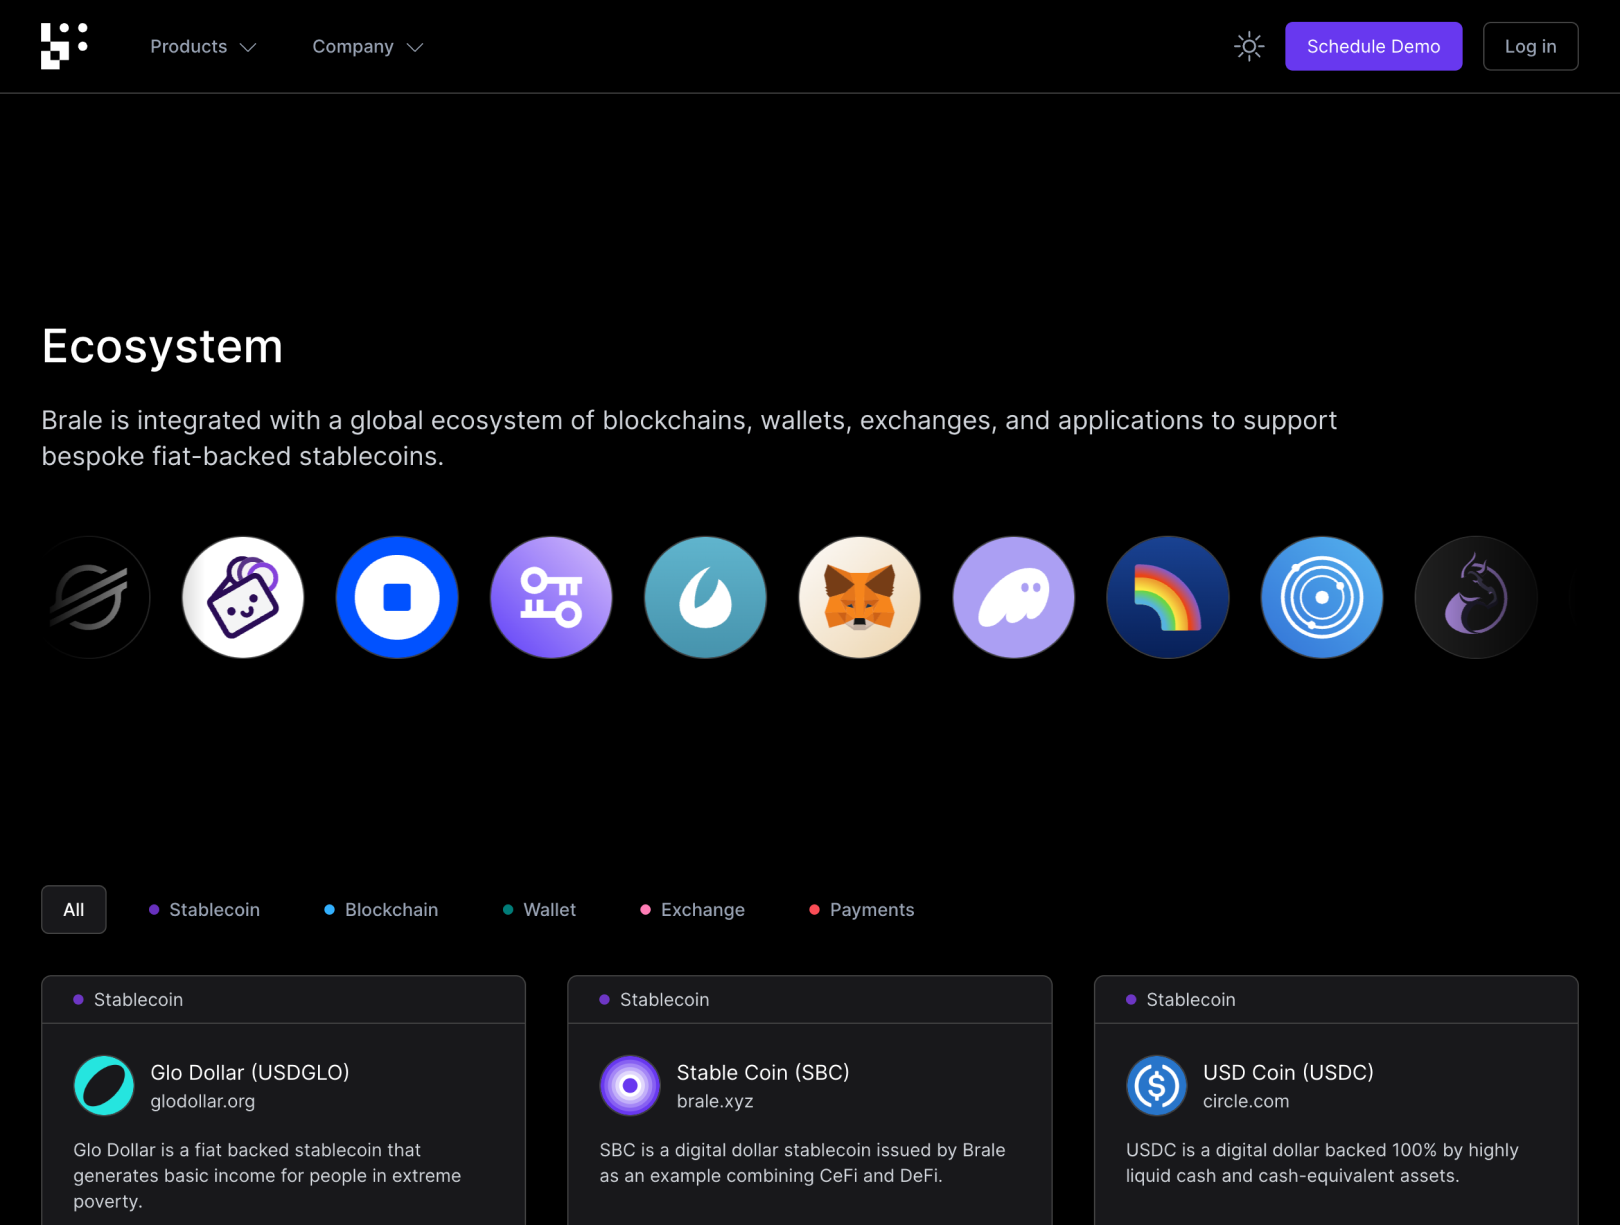 Products
Company
Schedule Demo
Log in
Ecosystem
Brale is integrated with a global ecosystem of blockchains, wallets, exchanges, and applications to support
bespoke fiat-backed stablecoins.
All
Stablecoin
Blockchain
Wallet
Exchange
Payments
Stablecoin
Glo Dollar (USDGLO)
glodollar.org
Glo Dollar is a fiat backed stablecoin that
generates basic income for people in extreme
poverty.
Stablecoin
Stable Coin (SBC)
brale.xyz
SBC is a digital dollar stablecoin issued by Brale
as an example combining CeFi and DeFi.
Stablecoin
USD Coin (USDC)
circle.com
USDC is a digital dollar backed 100% by highly
liquid cash and cash-equivalent assets.